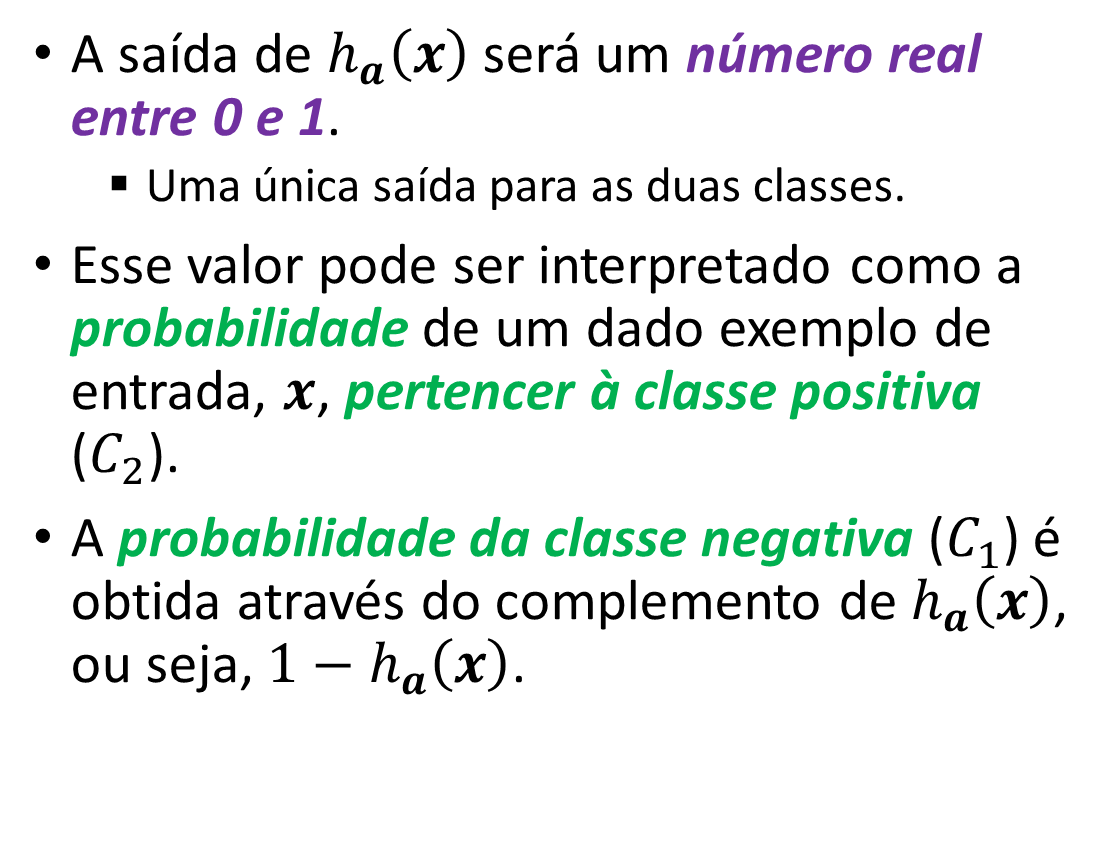 • A saída de ℎ𝒂(𝒙) será um número real
entre 0 e 1.
▪ Uma única saída para as duas classes.
• Esse valor pode ser interpretado como a
probabilidade de um dado exemplo de
entrada, 𝒙, pertencer à classe positiva
(𝐶2).
• A probabilidade da classe negativa (𝐶1) é
obtida através do complemento de ℎ𝒂(𝒙),
ou seja, 1 − ℎ𝒂(𝒙).